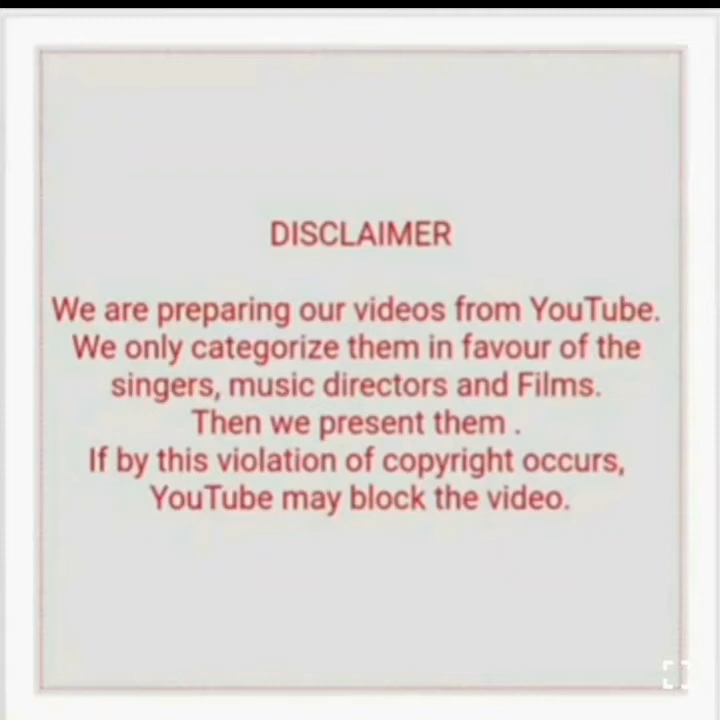 DISCLAIMER
We are preparing our videos from YouTube.
We only categorize them in favour of the
singers, music directors and Films.
Then we present them .
If by this violation of copyright occurs,
YouTube may block the video.